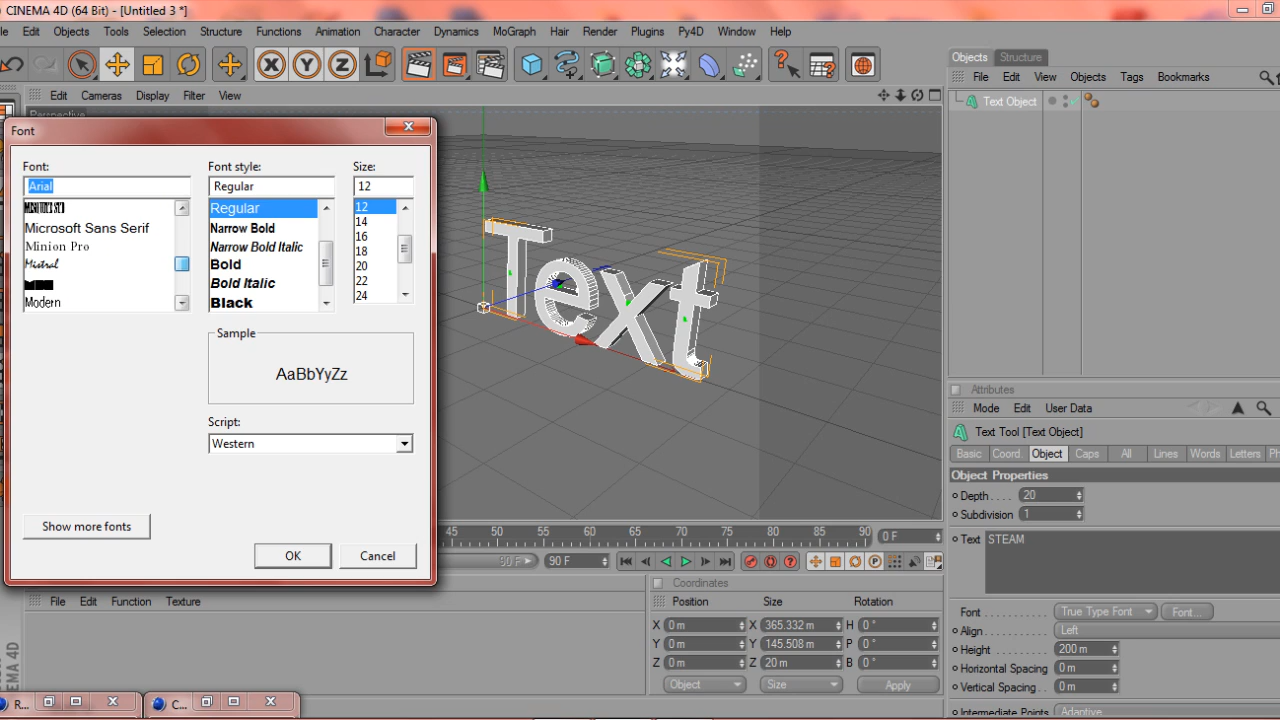 CINEMA 4D (64 Bit) - [Untitled 3 *]
Edit Objects Tools Selection Structure Functions Animation Character Dynamics MoGraph Hair Render Plugins Py4D Window Help
Edit Cameras Display Filter View
Perspective
Font
Font:
Arial
Microsoft Sans Serif
Minion Pro
Mistral
Modern
Font style:
Regular
Regular
Narrow Bold
Narrow Bold Italic
Bold
Bold Italic
Black
Size:
12
12
14
16
18
20
22
24
Sample
AaBbYyZz
Script:
Western
Show more fonts
OK Cancel
Text
Objects Structure
File Edit View Objects Tags Bookmarks
Text Object
Attributes
Mode Edit User Data
Text Tool [Text Object]
Basic Coord Object Caps All Lines Words Letters Ph
Object Properties
Depth.... 20
Subdivision 1
Text STEAM
Font ........... True Type Font Font...
Align........... Left
Height ......... 200 m
Horizontal Spacing 0 m
Vertical Spacing.. 0 m
Intermediate Points Adaptive
45 50 55 60 65 70 75 80 85 90 0 F
90 F 90 F
File Edit Function Texture
Coordinates
Position Size Rotation
X 0 m X 365.332 m H 0 °
Y 0 m Y 145.508 m P 0 °
Z 0 m Z 20 m B 0 °
Object Size Apply
R... C...